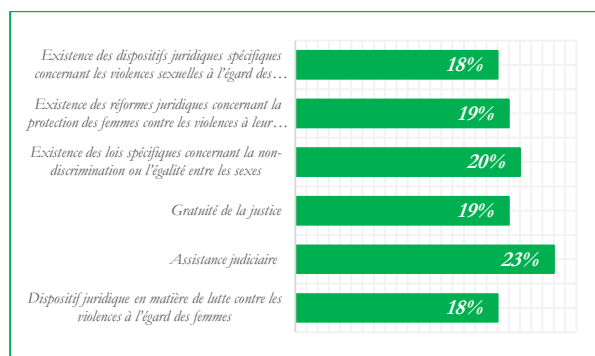 Existence des dispositifs juridiques spécifiques
concernant les violences sexuelles à l'égard des…
18%
Existence des réformes juridiques concernant la
protection des femmes contre les violences à leur…
19%
Existence des lois spécifiques concernant la non-
discrimination ou l'égalité entre les sexes
20%
Gratuité de la justice
19%
Assistance judiciaire
23%
Dispositif juridique en matière de lutte contre les
violences à l'égard des femmes
18%